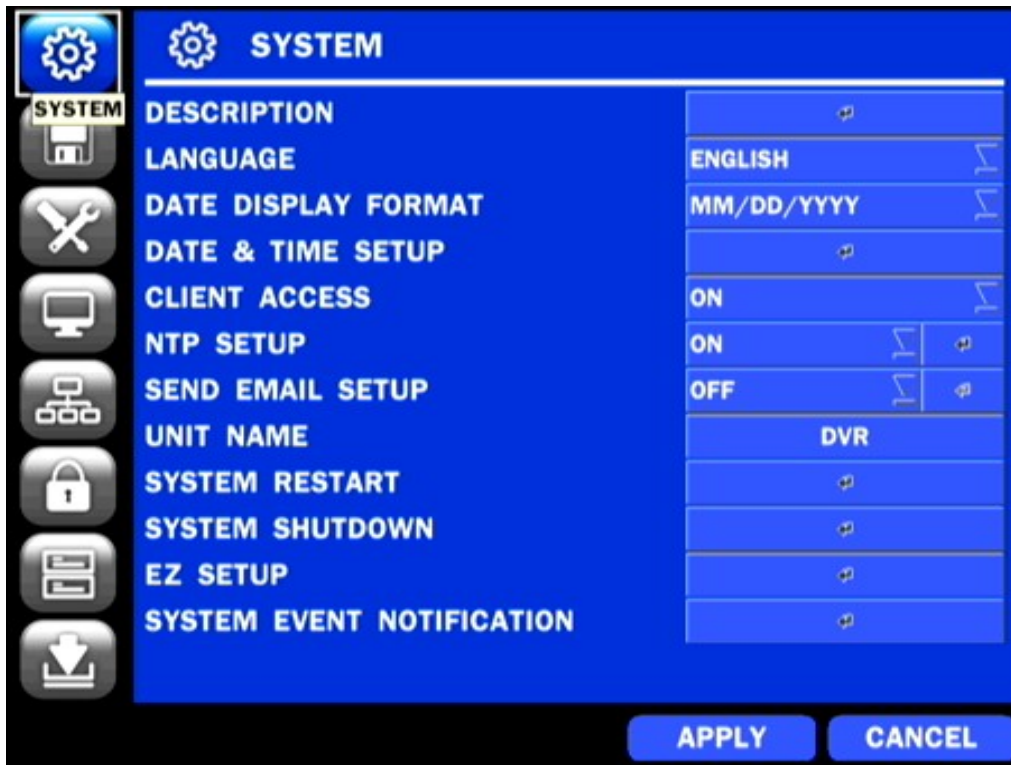 SYSTEM
SYSTEM
DESCRIPTION
LANGUAGE ENGLISH
DATE DISPLAY FORMAT MM/DD/YYYY
DATE & TIME SETUP
CLIENT ACCESS ON
NTP SETUP ON
SEND EMAIL SETUP OFF
UNIT NAME DVR
SYSTEM RESTART
SYSTEM SHUTDOWN
EZ SETUP
SYSTEM EVENT NOTIFICATION
APPLY CANCEL